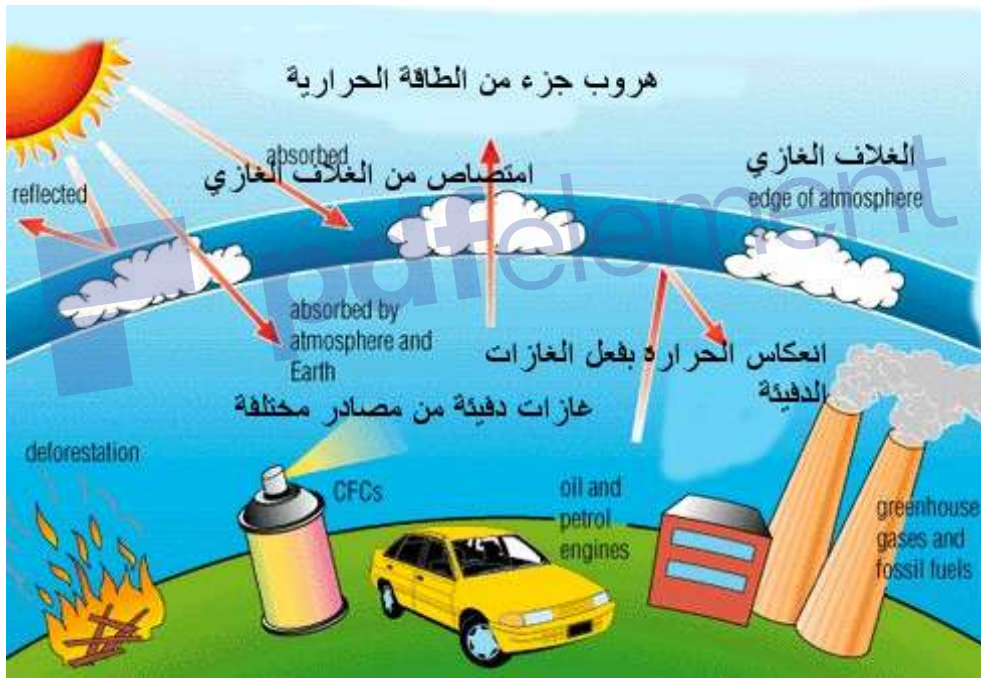 هروب جزء من الطاقة الحرارية
absorbed
امتصاص من الغلاف الغازي
الغلاف الغازي
edge of atmosphere
reflected
pdfelement
absorbed by
atmosphere and
Earth
انعكاس الحراره بفعل الغازات
الدفيئة
غازات دفيئة من مصادر مختلفة
deforestation
CFCs
oil and
petrol
engines
greenhouse
gases and
fossil fuels